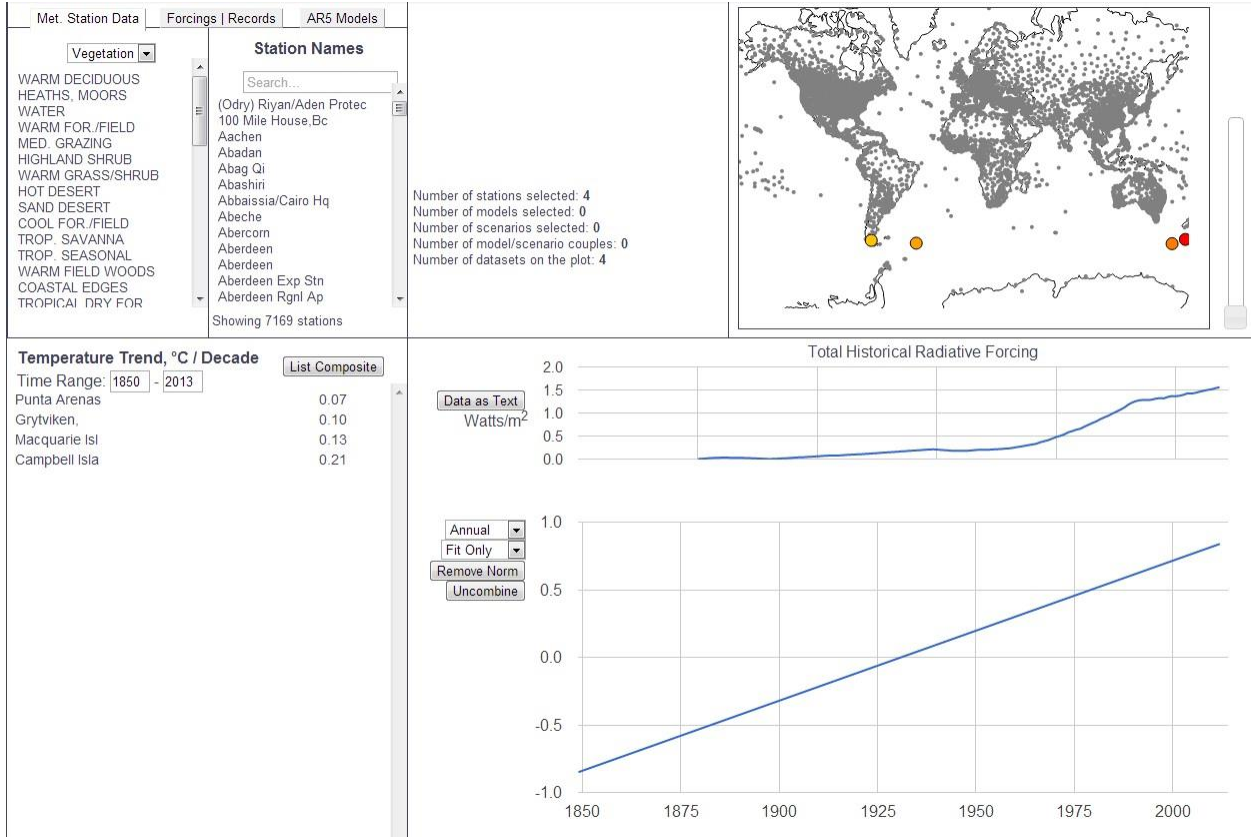 Met. Station Data
Forcings | Records
AR5 Models
Vegetation
WARM DECIDUOUS
HEATHS, MOORS
WATER
WARM FOR./FIELD
MED. GRAZING
HIGHLAND SHRUB
WARM GRASS/SHRUB
HOT DESERT
SAND DESERT
COOL FOR./FIELD
TROP. SAVANNA
TROP. SEASONAL
WARM FIELD WOODS
COASTAL EDGES
TROPICAL DRY FOR
Station Names
Search...
(Odry) Riyan/Aden Protec
100 Mile House,Bc
Aachen
Abadan
Abag Qi
Abashiri
Abbaissia/Cairo Hq
Abeche
Abercorn
Aberdeen
Aberdeen
Aberdeen Exp Stn
Aberdeen Rgnl Ap
Showing 7169 stations
Number of stations selected: 4
Number of models selected: 0
Number of scenarios selected: 0
Number of model/scenario couples: 0
Number of datasets on the plot: 4
Temperature Trend, °C / Decade
List Composite
Time Range: 1850 - 2013
Punta Arenas 0.07
Grytviken, 0.10
Macquarie Isl 0.13
Campbell Isla 0.21
Total Historical Radiative Forcing
Data as Text
Watts/m²
2.0
1.5
1.0
0.5
0.0
Annual
Fit Only
Remove Norm
Uncombine
1.0
0.5
0.0
-0.5
-1.0
1850 1875 1900 1925 1950 1975 2000